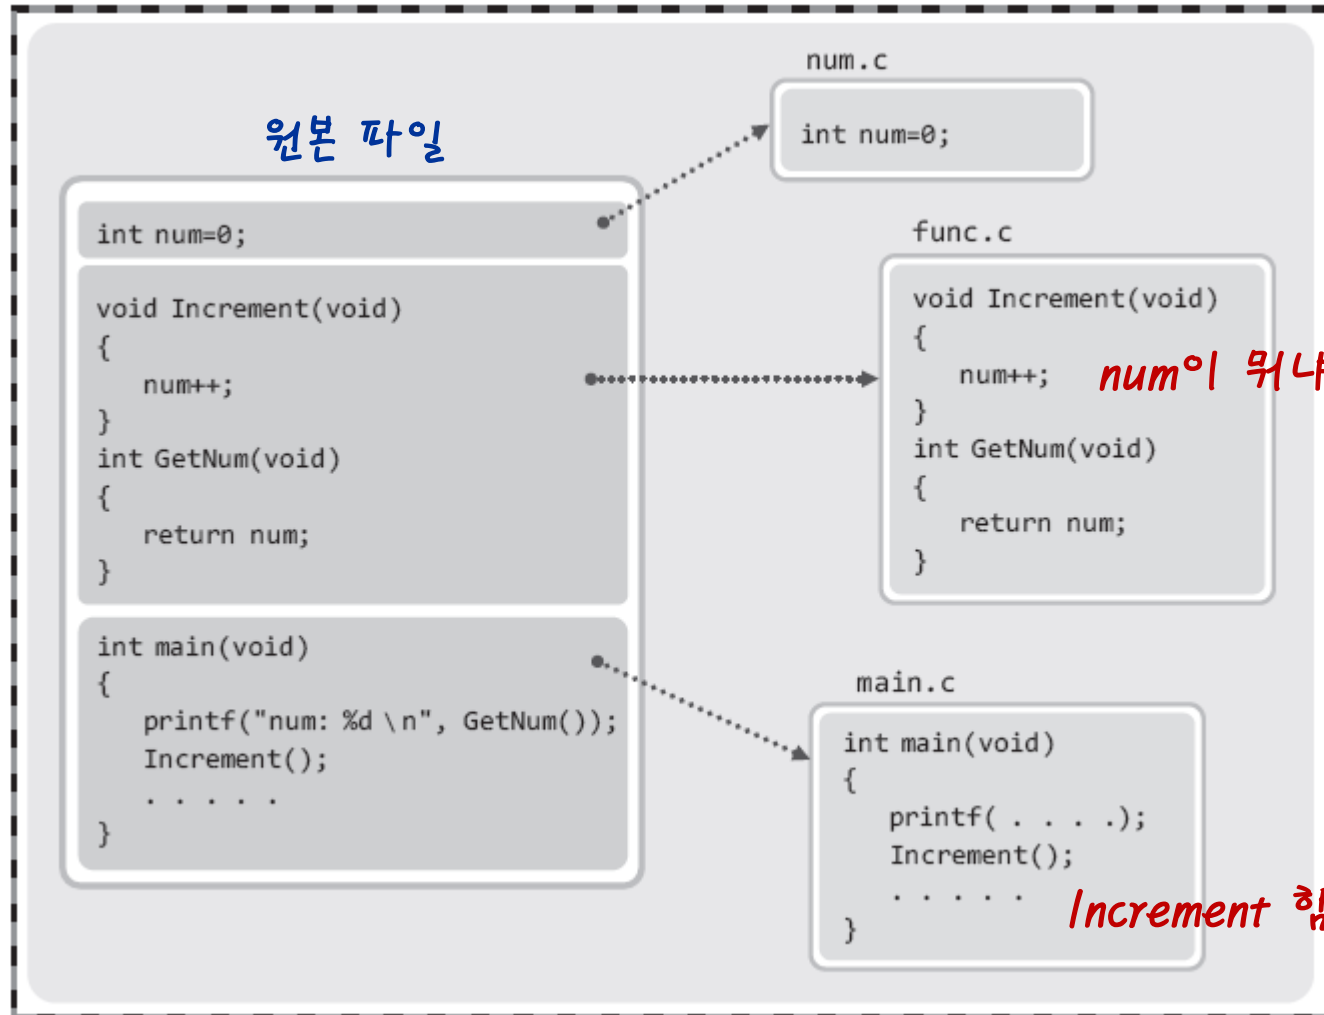 원본 파일
int num=0;
void Increment(void)
{
num++;
}
int GetNum(void)
{
return num;
}
int main(void)
{
printf("num: %d \n", GetNum());
Increment();
. . . . .
}
num.c
int num=0;
func.c
void Increment(void)
{
num++; num이 뭐냐
}
int GetNum(void)
{
return num;
}
main.c
int main(void)
{
printf( . . . .);
Increment();
. . . . .
Increment
}